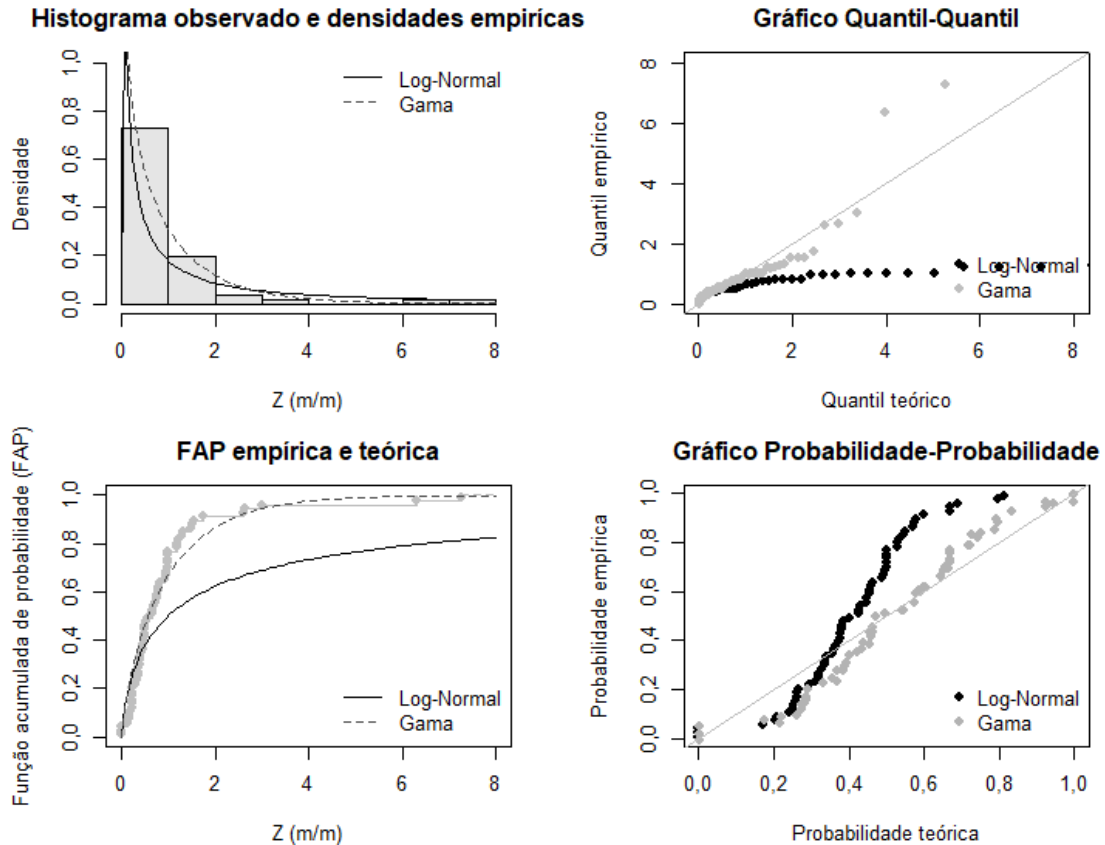 Histograma observado e densidades empirícas
Densidade
0,0 0,2 0,4 0,6 0,8 1,0
Log-Normal
Gama
0 2 4 6 8
Z (m/m)
Gráfico Quantil-Quantil
Quantil empírico
0 2 4 6 8
Log-Normal
Gama
0 2 4 6 8
Quantil teórico
FAP empírica e teórica
Função acumulada de probabilidade (FAP)
0,0 0,2 0,4 0,6 0,8 1,0
Log-Normal
Gama
0 2 4 6 8
Z (m/m)
Gráfico Probabilidade-Probabilidade
Probabilidade empírica
0,0 0,2 0,4 0,6 0,8 1,0
Log-Normal
Gama
0,0 0,2 0,4 0,6 0,8 1,0
Probabilidade teórica